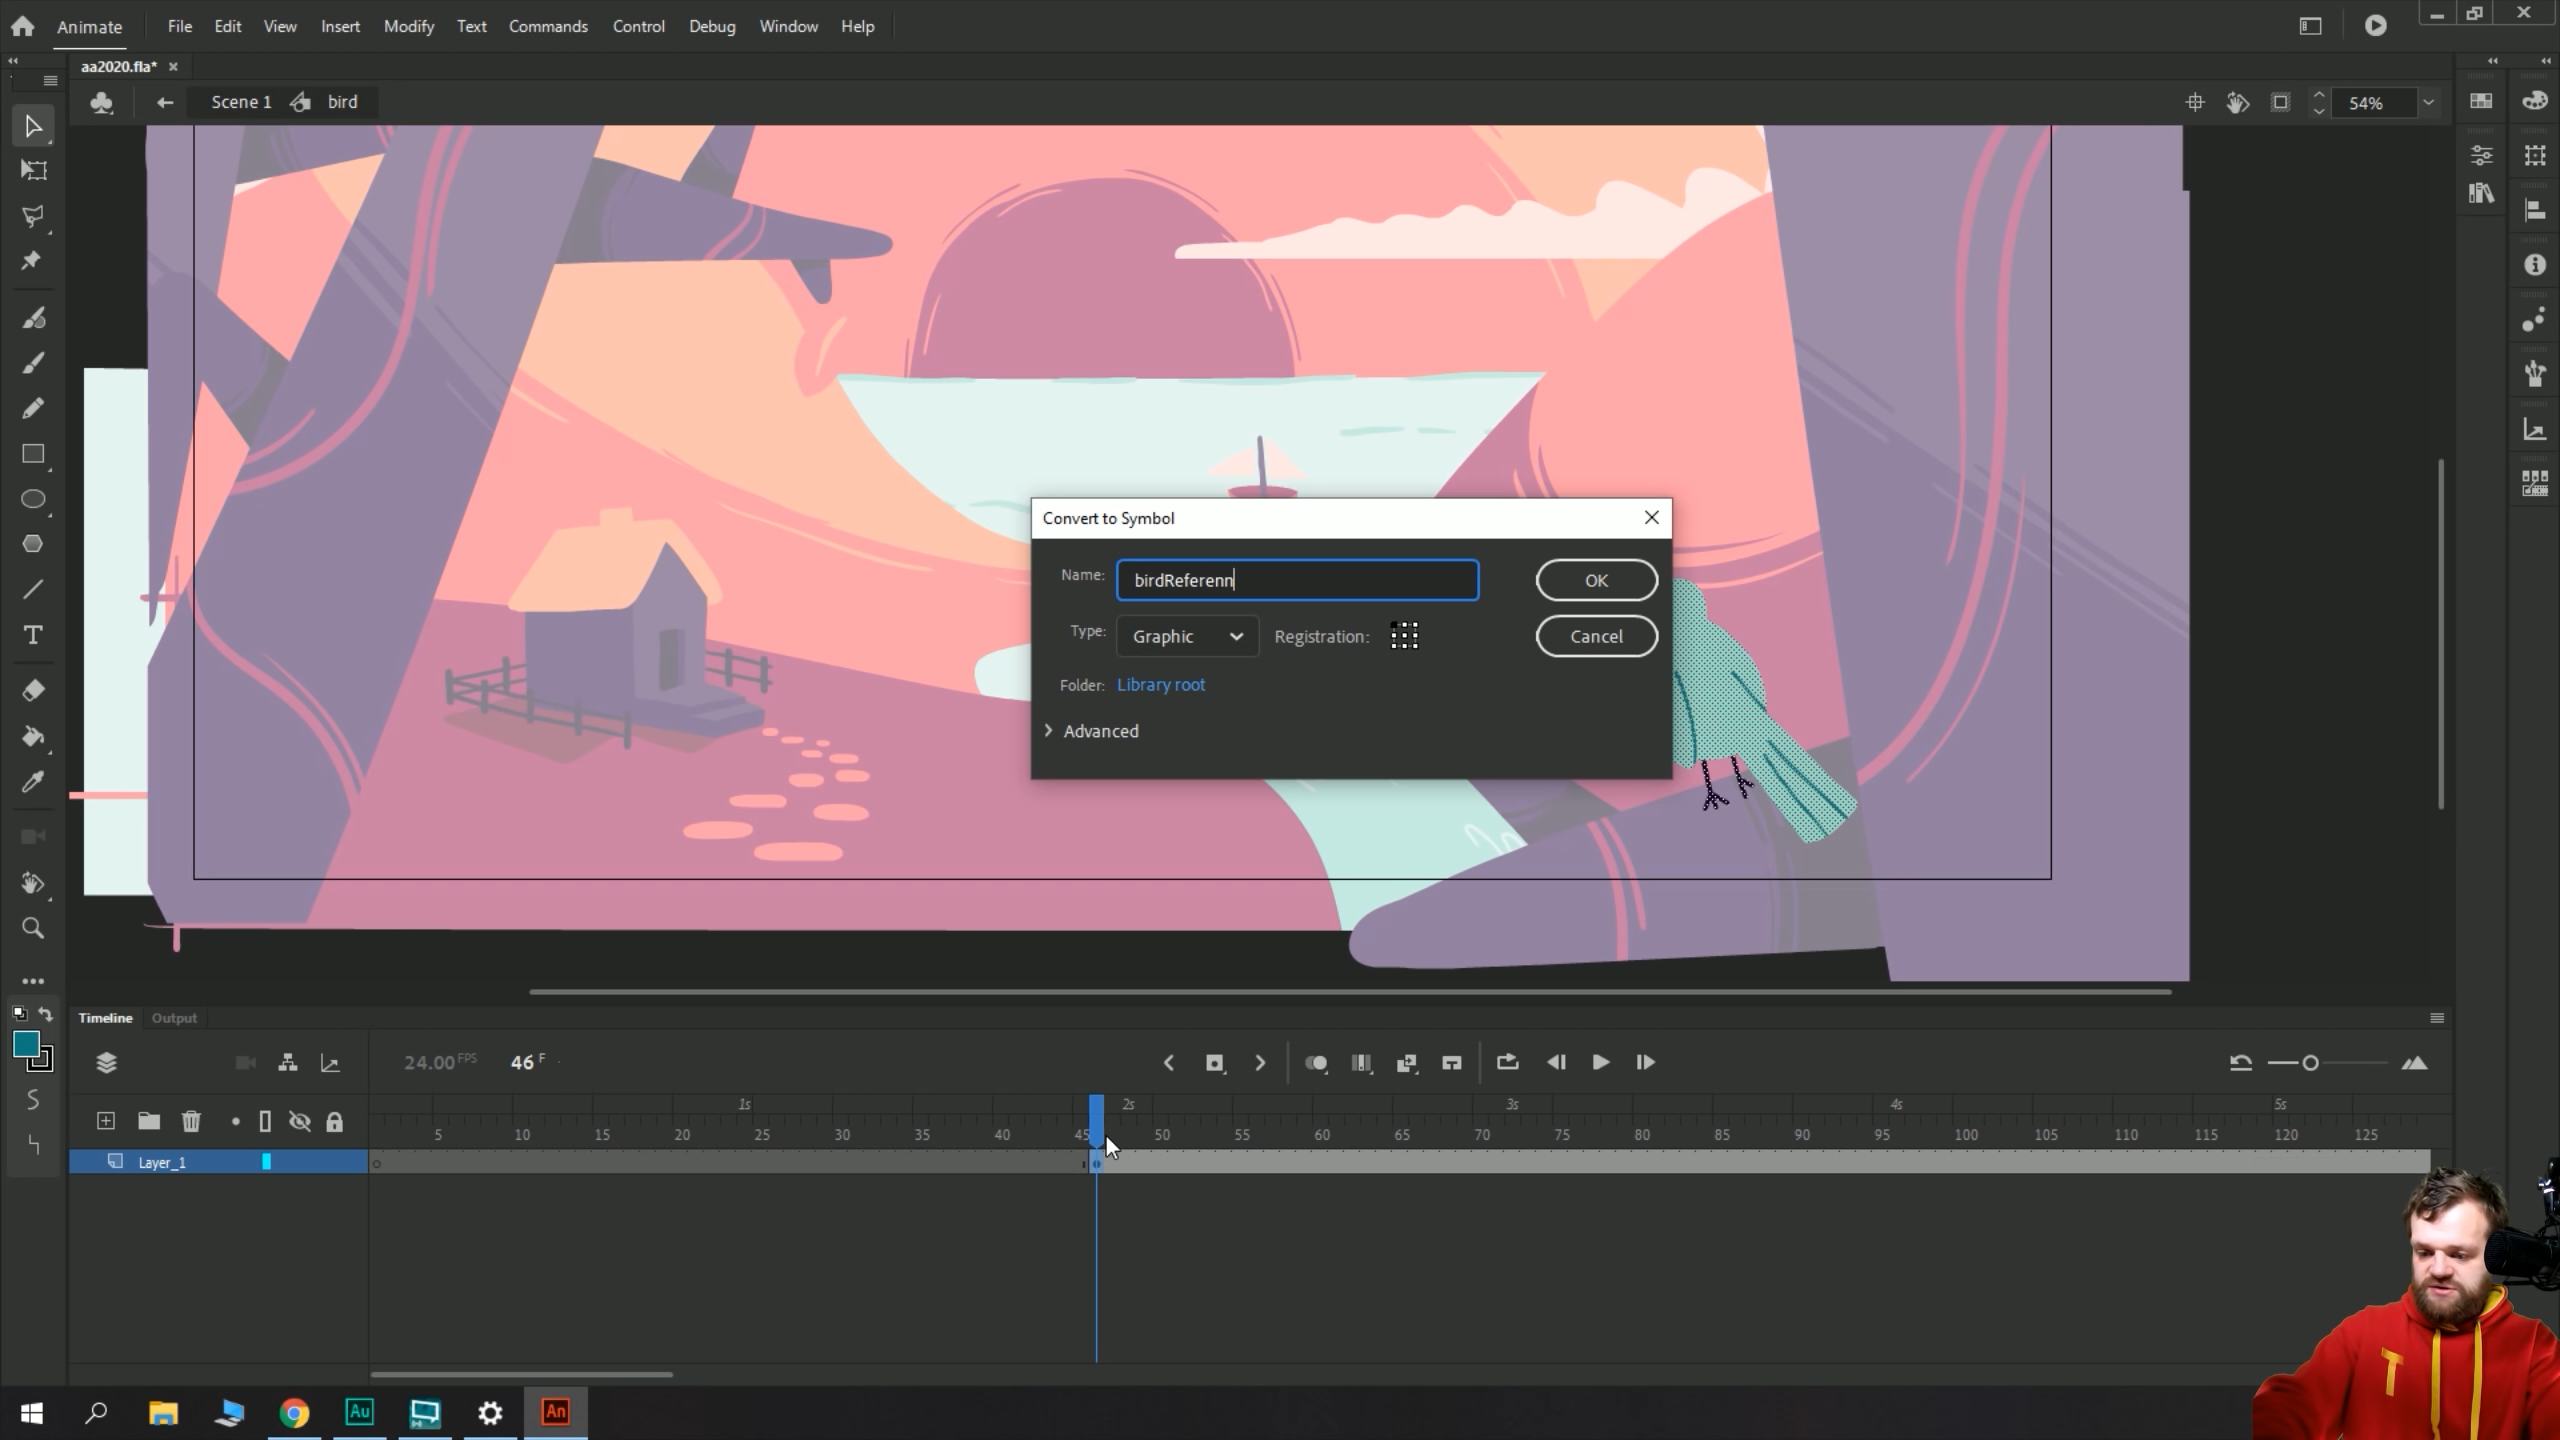 Animate File Edit View Insert Modify Text Commands Control Debug Window Help
aa2020.fla*
Scene 1 bird 54%
Convert to Symbol
Name: birdReferenn OK
Type: Graphic Registration: Cancel
Folder: Library root
Advanced
Timeline Output
24.00 FPS 46 F
1s 2s 3s 4s 5s
5 10 15 20 25 30 35 40 45 50 55 60 65 70 75 80 85 90 95 100 105 110 115 120 125
Layer_1
Au An